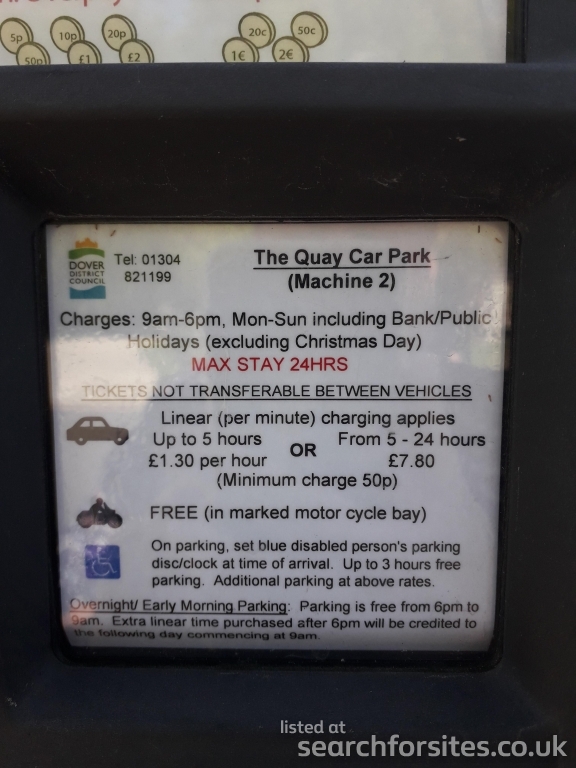 5p 10p 20p 20c 50c
50p £1 £2 1€ 2€
DOVER
DISTRICT
COUNCIL
Tel: 01304
821199
The Quay Car Park
(Machine 2)
Charges: 9am-6pm, Mon-Sun including Bank/Public
Holidays (excluding Christmas Day)
MAX STAY 24HRS
TICKETS NOT TRANSFERABLE BETWEEN VEHICLES
Linear (per minute) charging applies
Up to 5 hours OR From 5 - 24 hours
£1.30 per hour £7.80
(Minimum charge 50p)
FREE (in marked motor cycle bay)
On parking, set blue disabled person's parking
disc/clock at time of arrival. Up to 3 hours free
parking. Additional parking at above rates.
Overnight/ Early Morning Parking: Parking is free from 6pm to
9am. Extra linear time purchased after 6pm will be credited to
the following day commencing at 9am.
listed at
searchforsites.co.uk